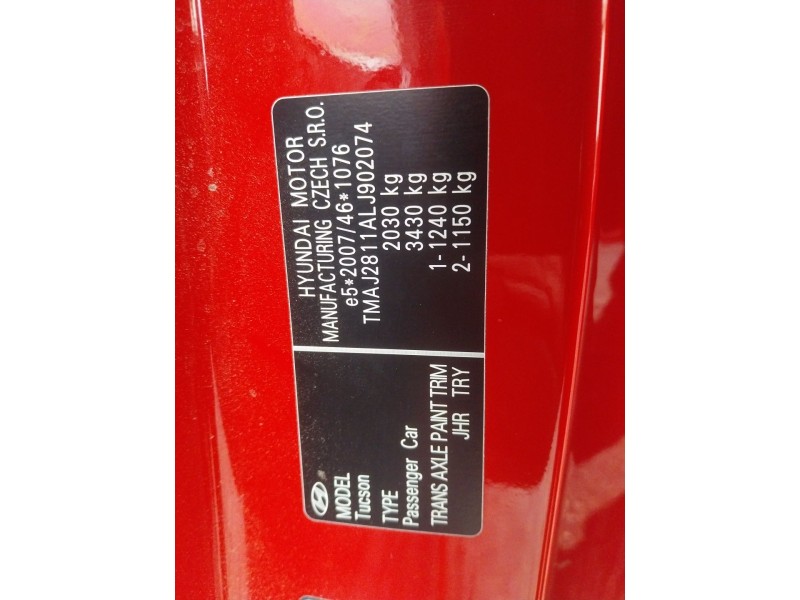 MODEL
Tucson
TYPE
Passenger Car
TRANS AXLE PAINT TRIM
JHR TRY
HYUNDAI MOTOR
MANUFACTURING CZECH S.R.O.
e5*2007/46*1076
TMAJ2811ALJ902074
2030 kg
3430 kg
1-1240 kg
2-1150 kg